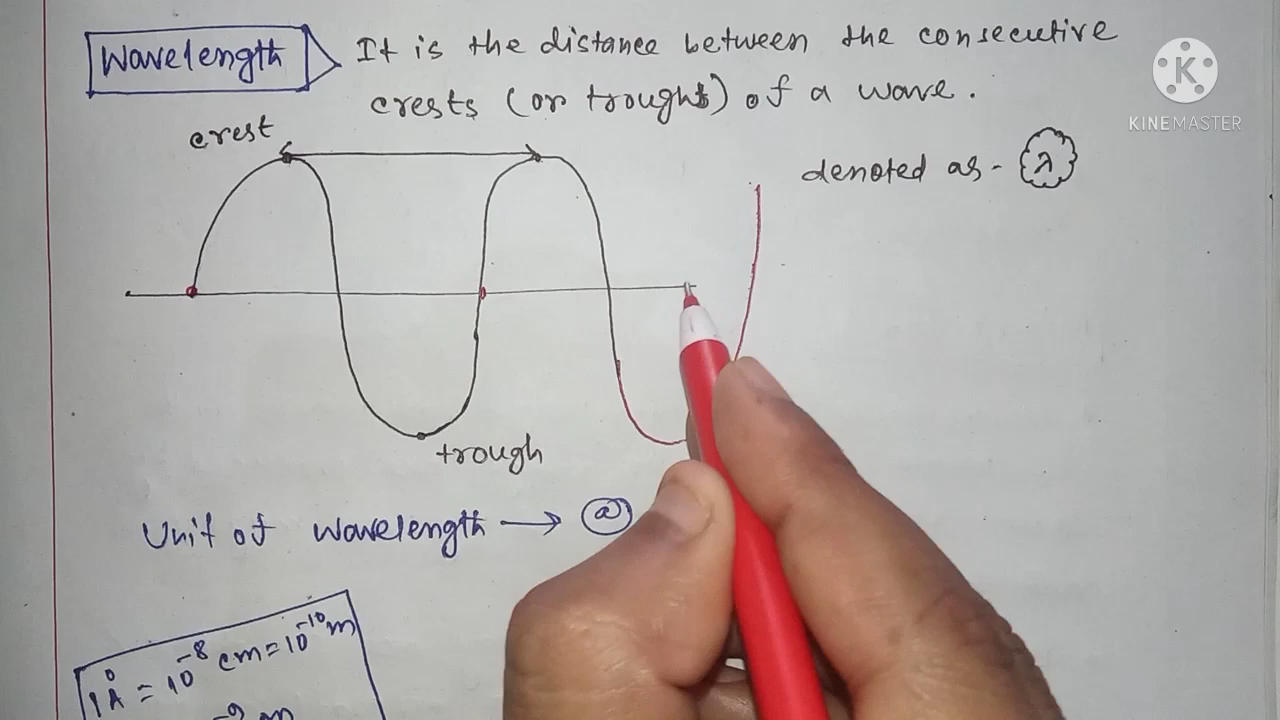 Wavelength It is the distance between the consecutive
crests (or troughs) of a wave.
KINEMASTER
crest
denoted as - λ
trough
Unit of wavelength → (a)
1 Å = 10⁻⁸ cm = 10⁻¹⁰ m